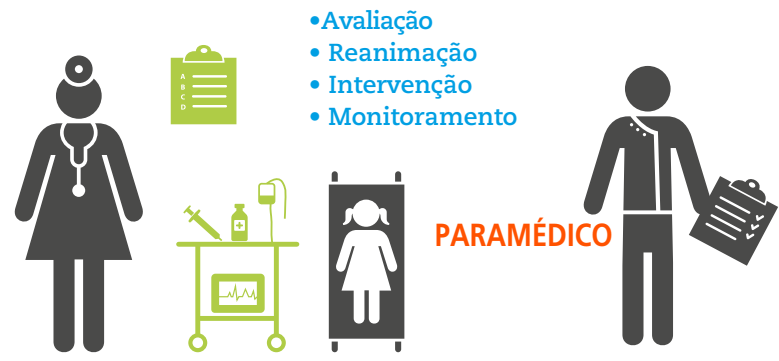 •Avaliação
• Reanimação
• Intervenção
• Monitoramento
A
B
C
D
PARAMÉDICO